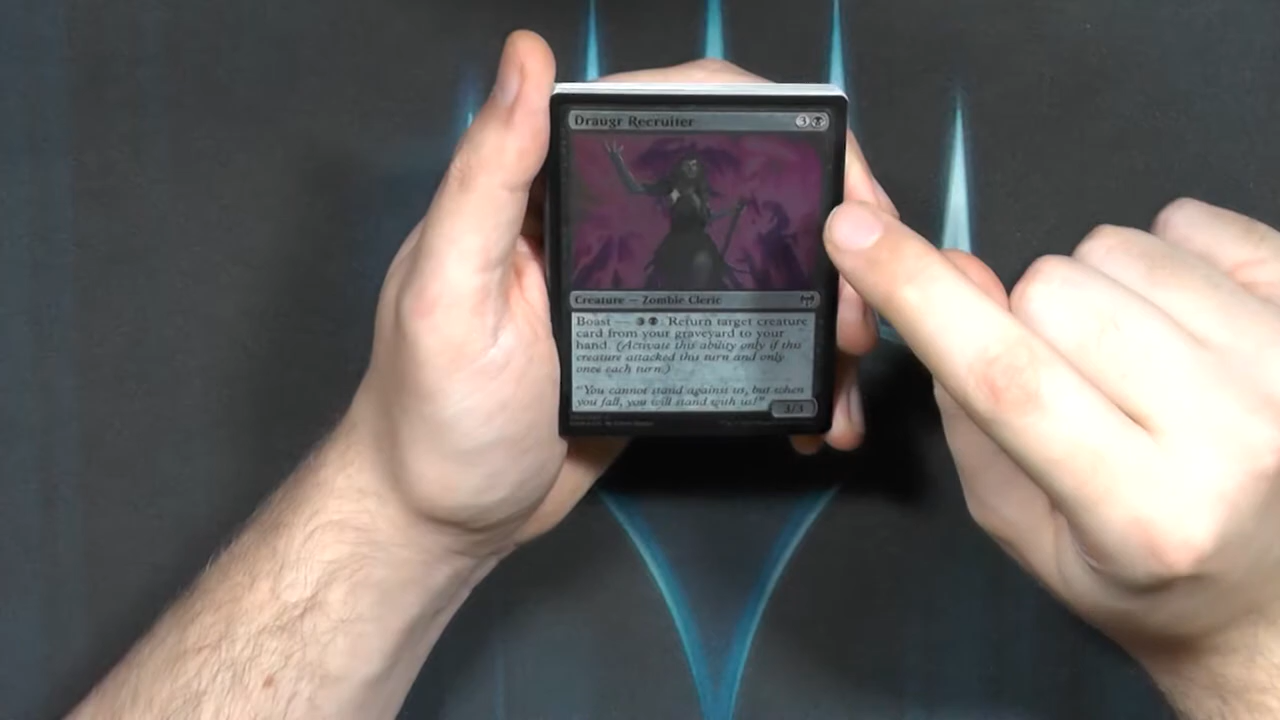 Draugr Recruiter 3
Creature — Zombie Cleric
Boast — 3: Return target creature
card from your graveyard to your
hand. (Activate this ability only if this
creature attacked this turn and only
once each turn.)
"You cannot stand against us, but when
you fall, you will stand with us!"
3/3